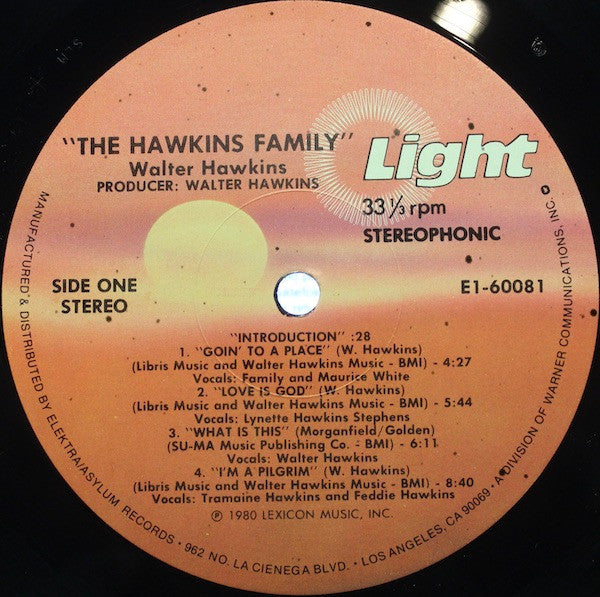 "THE HAWKINS FAMILY"
Walter Hawkins
PRODUCER: WALTER HAWKINS
Light
33 1/3 rpm
STEREOPHONIC
SIDE ONE
STEREO
E1-60081
"INTRODUCTION" :28
1. "GOIN' TO A PLACE" (W. Hawkins)
(Libris Music and Walter Hawkins Music - BMI) - 4:27
Vocals: Family and Maurice White
2. "LOVE IS GOD" (W. Hawkins)
(Libris Music and Walter Hawkins Music - BMI) - 5:44
Vocals: Lynette Hawkins Stephens
3. "WHAT IS THIS" (Morganfield/Golden)
(SU-MA Music Publishing Co. - BMI) - 6:11
Vocals: Walter Hawkins
4. "I'M A PILGRIM" (W. Hawkins)
(Libris Music and Walter Hawkins Music - BMI) - 8:40
Vocals: Tramaine Hawkins and Feddie Hawkins
℗ 1980 LEXICON MUSIC, INC.
MANUFACTURED & DISTRIBUTED BY ELEKTRA/ASYLUM RECORDS • 962 NO. LA CIENEGA BLVD. • LOS ANGELES, CA 90069 • A DIVISION OF WARNER COMMUNICATIONS, INC.